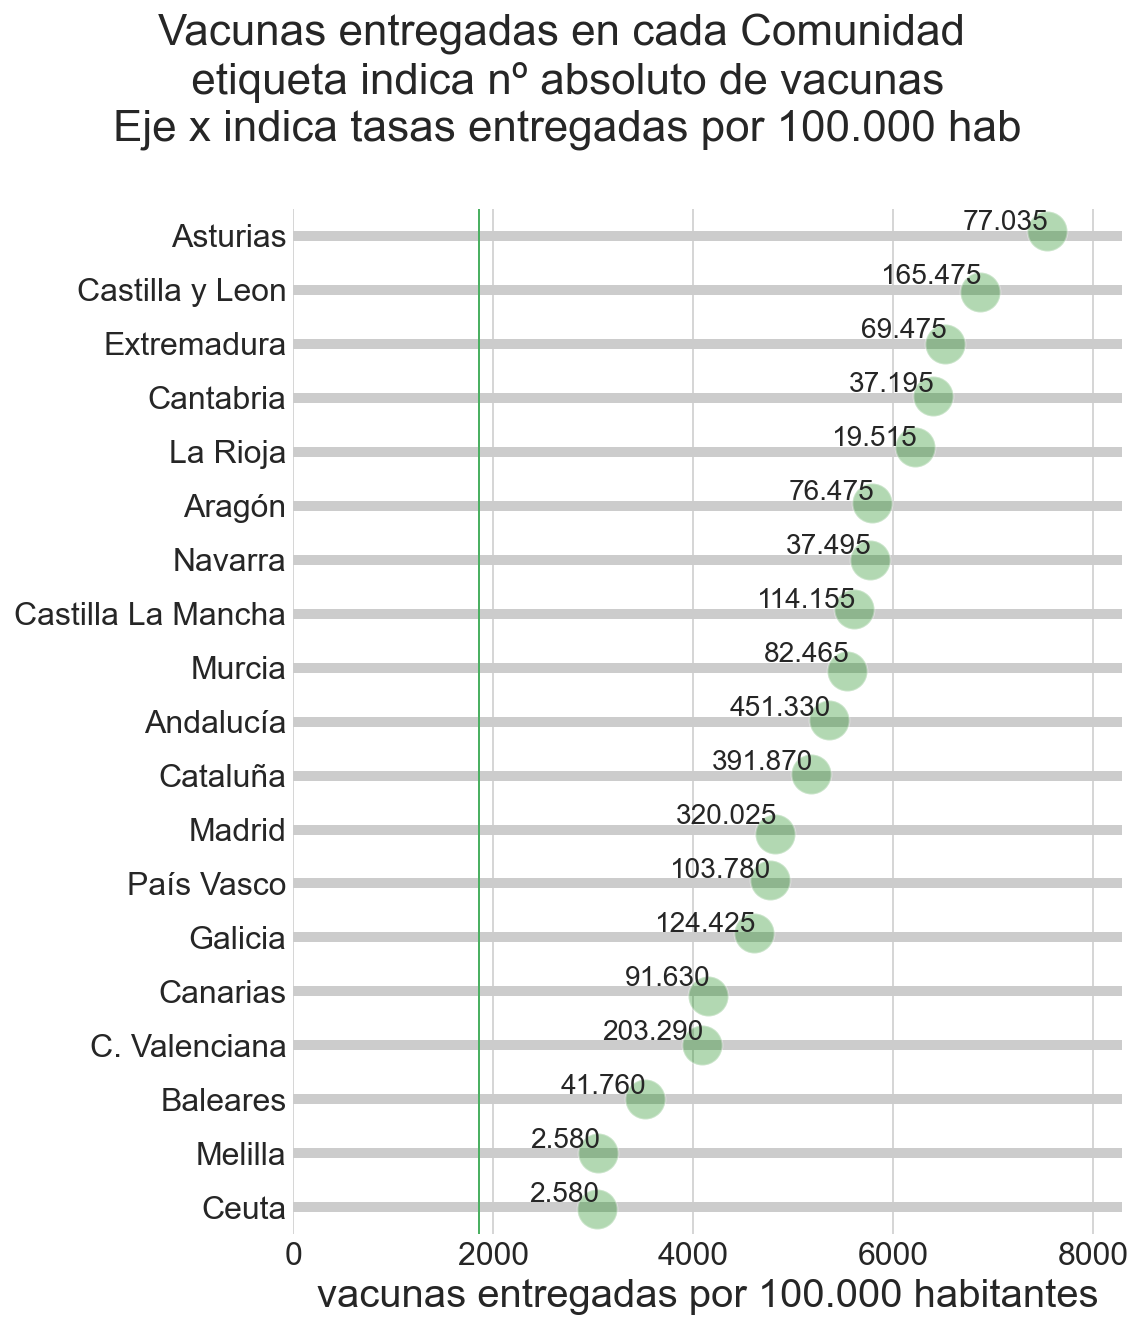 Vacunas entregadas en cada Comunidad
etiqueta indica nº absoluto de vacunas
Eje x indica tasas entregadas por 100.000 hab
Asturias 77.035
Castilla y Leon 165.475
Extremadura 69.475
Cantabria 37.195
La Rioja 19.515
Aragón 76.475
Navarra 37.495
Castilla La Mancha 114.155
Murcia 82.465
Andalucía 451.330
Cataluña 391.870
Madrid 320.025
País Vasco 103.780
Galicia 124.425
Canarias 91.630
C. Valenciana 203.290
Baleares 41.760
Melilla 2.580
Ceuta 2.580
0 2000 4000 6000 8000
vacunas entregadas por 100.000 habitantes